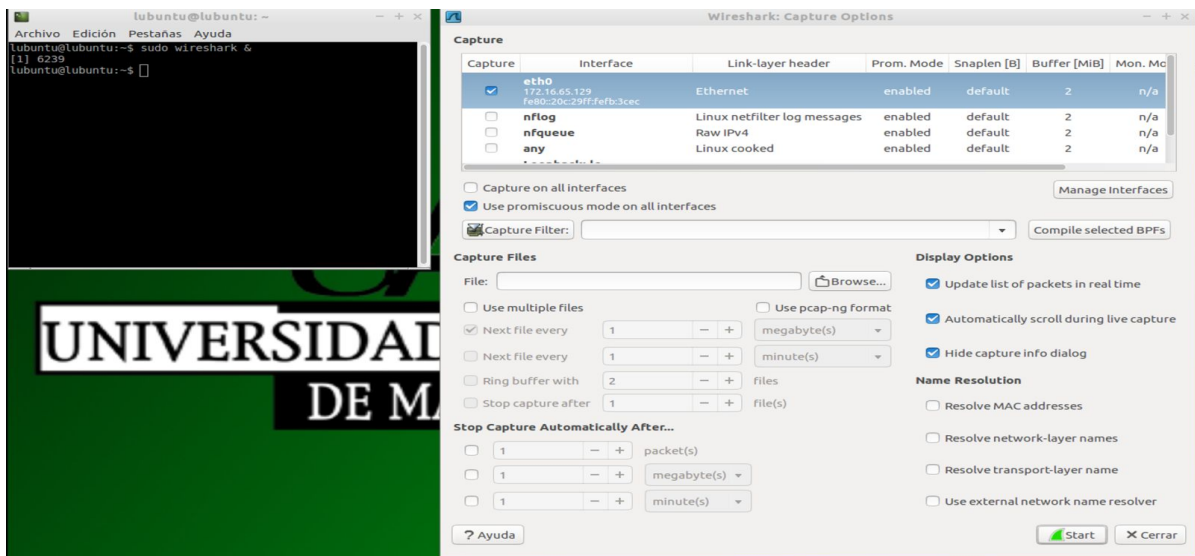 lubuntu@lubuntu: ~
Archivo Edición Pestañas Ayuda
lubuntu@lubuntu:~$ sudo wireshark &
[1] 6239
lubuntu@lubuntu:~$
UNIVERSIDAD
DE MA
Wireshark: Capture Options
Capture
Capture Interface Link-layer header Prom. Mode Snaplen [B] Buffer [MiB] Mon. Mo
eth0
172.16.65.129 Ethernet enabled default 2 n/a
fe80::20c:29ff:fefb:3cec
nflog Linux netfilter log messages enabled default 2 n/a
nfqueue Raw IPv4 enabled default 2 n/a
any Linux cooked enabled default 2 n/a
Capture on all interfaces Manage Interfaces
Use promiscuous mode on all interfaces
Capture Filter: Compile selected BPFs
Capture Files
File: Browse...
Use multiple files Use pcap-ng format
Next file every 1 − + megabyte(s)
Next file every 1 − + minute(s)
Ring buffer with 2 − + files
Stop capture after 1 − + file(s)
Stop Capture Automatically After...
1 − + packet(s)
1 − + megabyte(s)
1 − + minute(s)
Display Options
Update list of packets in real time
Automatically scroll during live capture
Hide capture info dialog
Name Resolution
Resolve MAC addresses
Resolve network-layer names
Resolve transport-layer name
Use external network name resolver
? Ayuda Start Cerrar